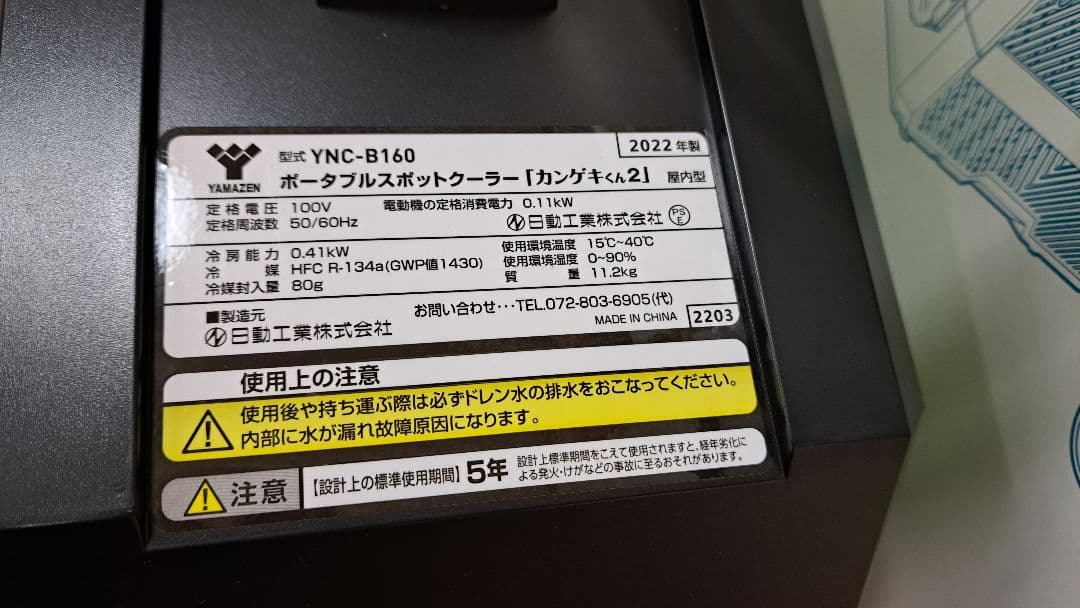 YAMAZEN
型式 YNC-B160
2022年製
ポータブルスポットクーラー「カンゲキくん2」 屋内型
定格電圧 100V 電動機の定格消費電力 0.11kW
定格周波数 50/60Hz 日動工業株式会社 PSE
冷房能力 0.41kW 使用環境温度 15℃~40℃
冷媒 HFC R-134a(GWP値1430) 使用環境湿度 0~90%
冷媒封入量 80g 質量 11.2kg
■製造元 お問い合わせ・・・TEL.072-803-6905(代)
日動工業株式会社 MADE IN CHINA 2203
使用上の注意
使用後や持ち運ぶ際は必ずドレン水の排水をおこなってください。
内部に水が漏れ故障原因になります。
注意 【設計上の標準使用期間】 5年 設計上標準期間をこえて使用されますと、経年劣化に
よる発火・けがなどの事故に至るおそれがあります。